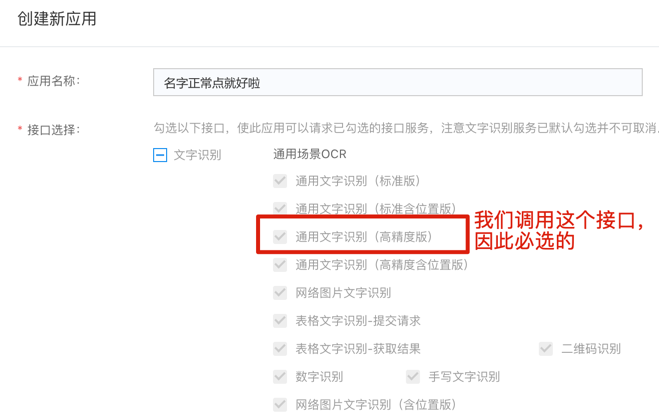 创建新应用
* 应用名称:
名字正常点就好啦
* 接口选择:
勾选以下接口，使此应用可以请求已勾选的接口服务，注意文字识别服务已默认勾选并不可取消
文字识别
通用场景OCR
通用文字识别（标准版）
通用文字识别（标准含位置版）
通用文字识别（高精度版）
我们调用这个接口，
因此必选的
通用文字识别（高精度含位置版）
网络图片文字识别
表格文字识别-提交请求
表格文字识别-获取结果 二维码识别
数字识别 手写文字识别
网络图片文字识别（含位置版）